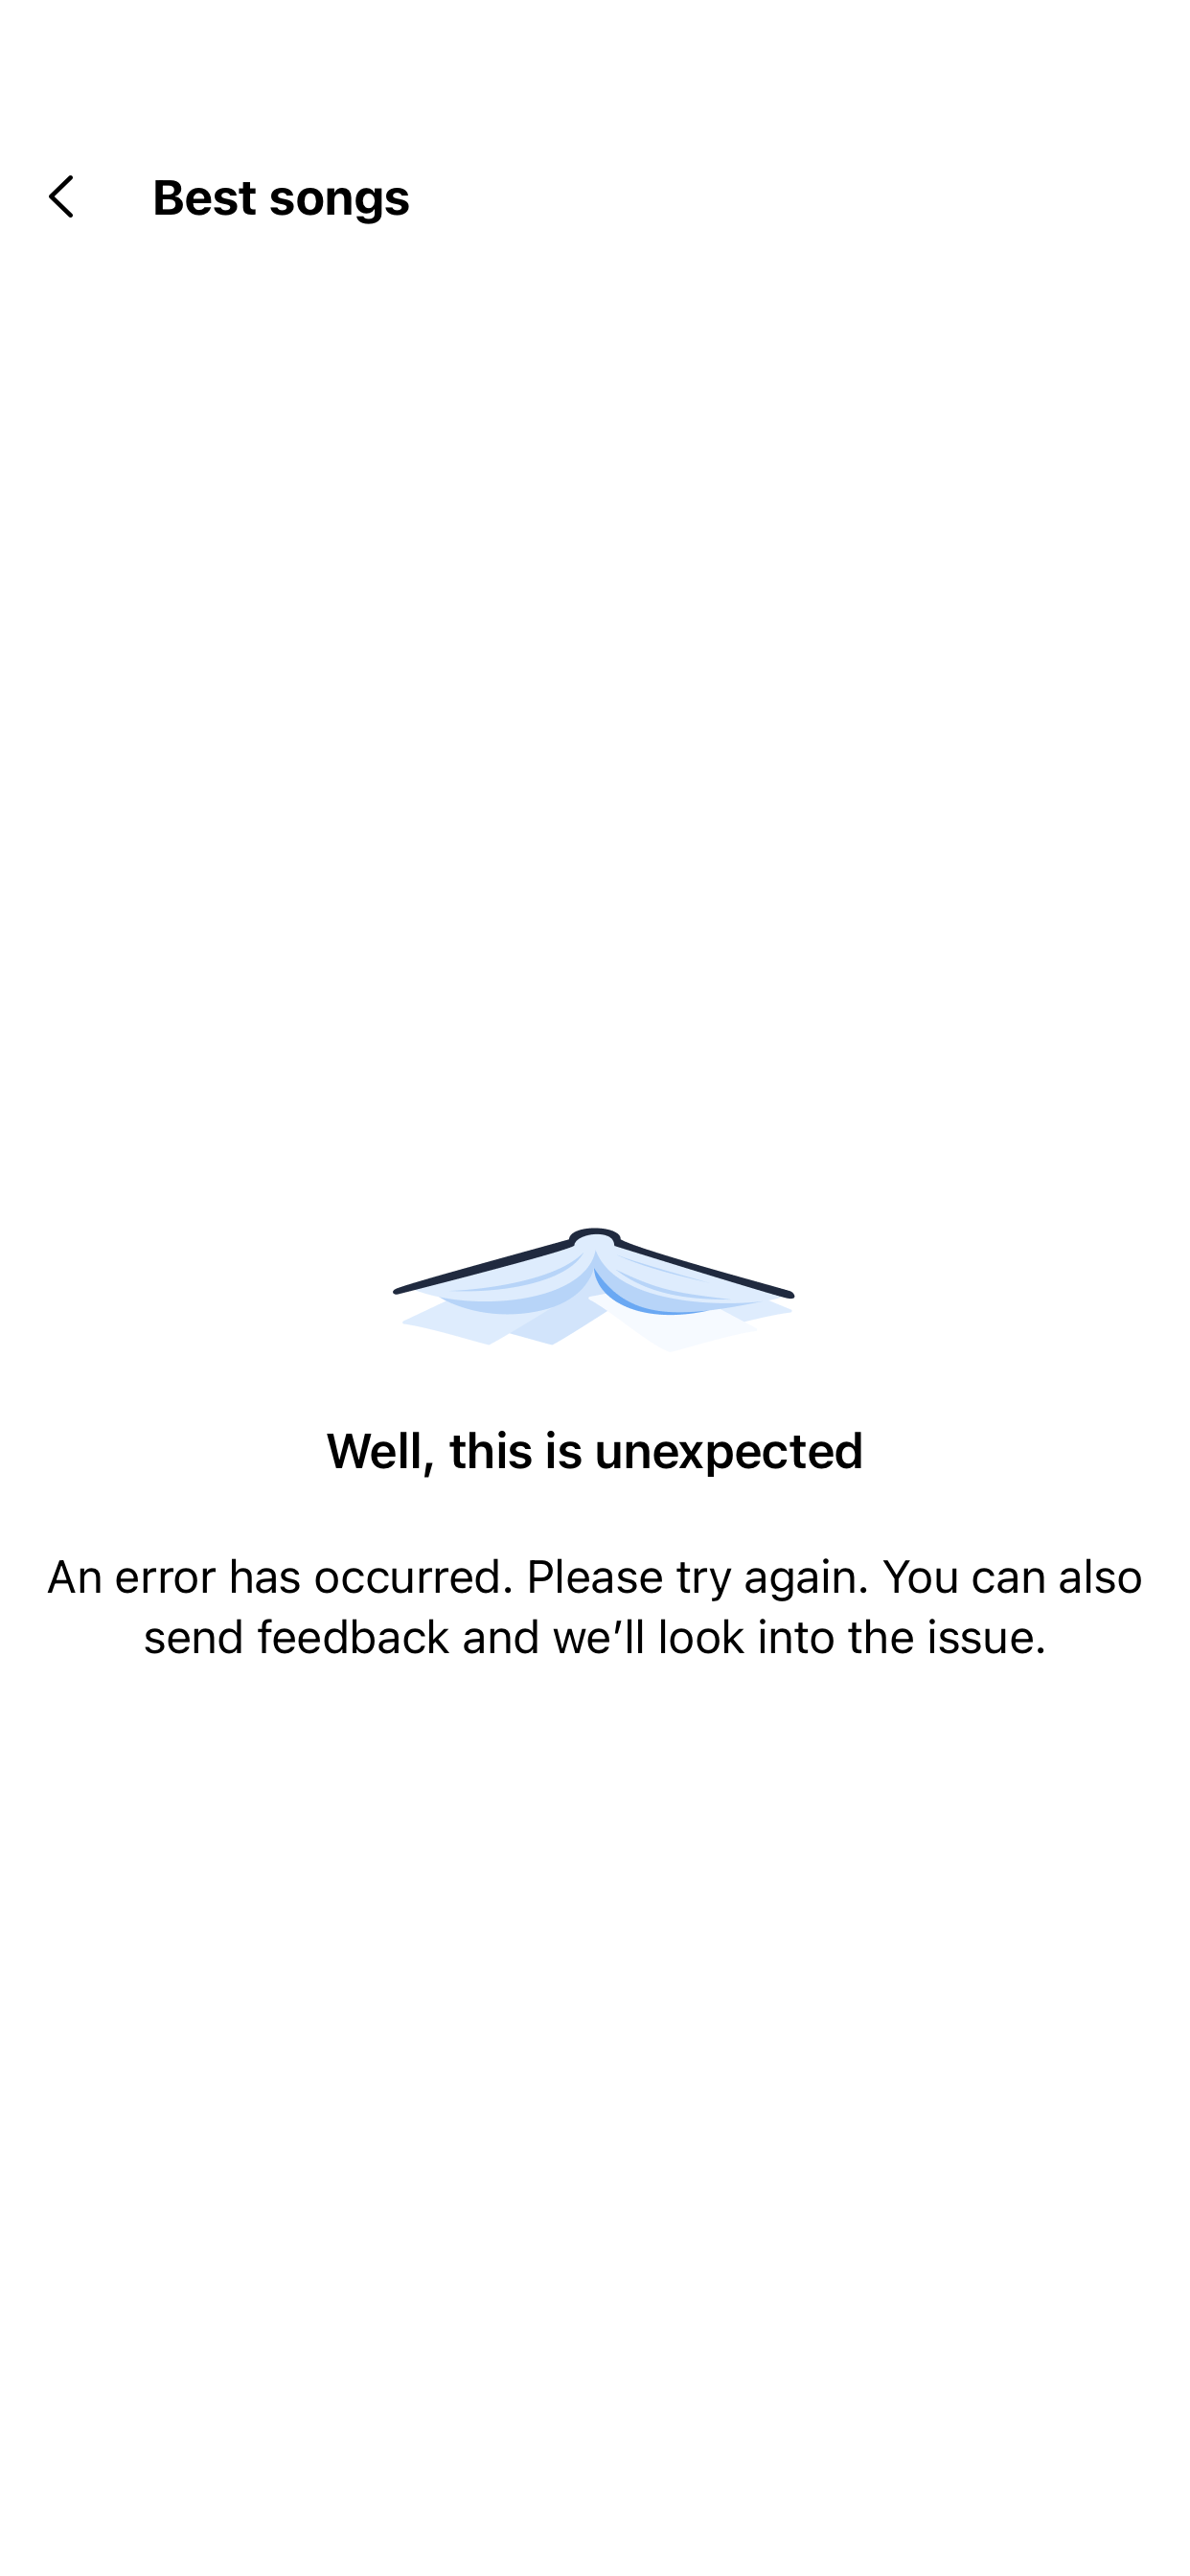 Best songs
Well, this is unexpected
An error has occurred. Please try again. You can also
send feedback and we’ll look into the issue.